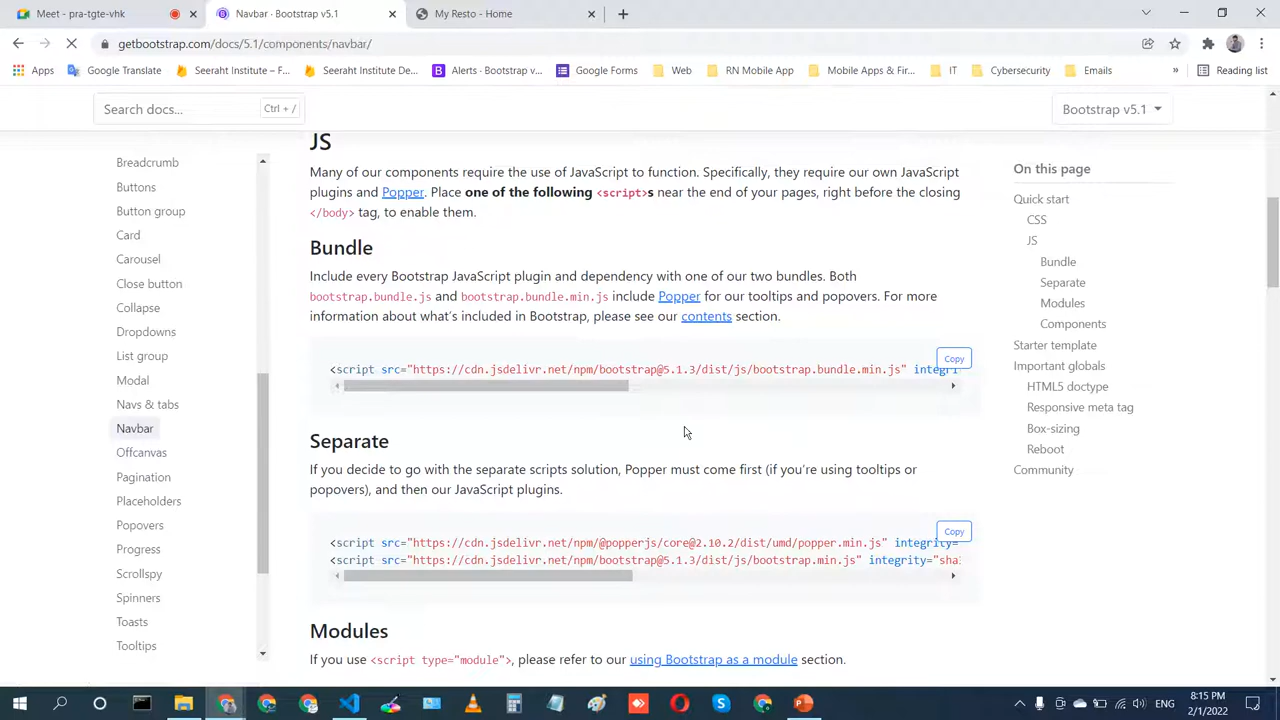 Meet - pra-tgte-vhk
Navbar · Bootstrap v5.1
My Resto - Home
getbootstrap.com/docs/5.1/components/navbar/
Apps
Google Translate
Seeraht Institute – F...
Seeraht Institute De...
Alerts · Bootstrap v...
Google Forms
Web
RN Mobile App
Mobile Apps & Fir...
IT
Cybersecurity
Emails
»
Reading list
Search docs...
Ctrl + /
Bootstrap v5.1
Breadcrumb
Buttons
Button group
Card
Carousel
Close button
Collapse
Dropdowns
List group
Modal
Navs & tabs
Navbar
Offcanvas
Pagination
Placeholders
Popovers
Progress
Scrollspy
Spinners
Toasts
Tooltips
JS
Many of our components require the use of JavaScript to function. Specifically, they require our own JavaScript
plugins and Popper. Place one of the following <script>s near the end of your pages, right before the closing
</body> tag, to enable them.
Bundle
Include every Bootstrap JavaScript plugin and dependency with one of our two bundles. Both
bootstrap.bundle.js and bootstrap.bundle.min.js include Popper for our tooltips and popovers. For more
information about what's included in Bootstrap, please see our contents section.
Copy
<script src="https://cdn.jsdelivr.net/npm/bootstrap@5.1.3/dist/js/bootstrap.bundle.min.js" integri
Separate
If you decide to go with the separate scripts solution, Popper must come first (if you're using tooltips or
popovers), and then our JavaScript plugins.
Copy
<script src="https://cdn.jsdelivr.net/npm/@popperjs/core@2.10.2/dist/umd/popper.min.js" integrity=
<script src="https://cdn.jsdelivr.net/npm/bootstrap@5.1.3/dist/js/bootstrap.min.js" integrity="sha
Modules
If you use <script type="module">, please refer to our using Bootstrap as a module section.
On this page
Quick start
CSS
JS
Bundle
Separate
Modules
Components
Starter template
Important globals
HTML5 doctype
Responsive meta tag
Box-sizing
Reboot
Community
ENG
8:15 PM
2/1/2022